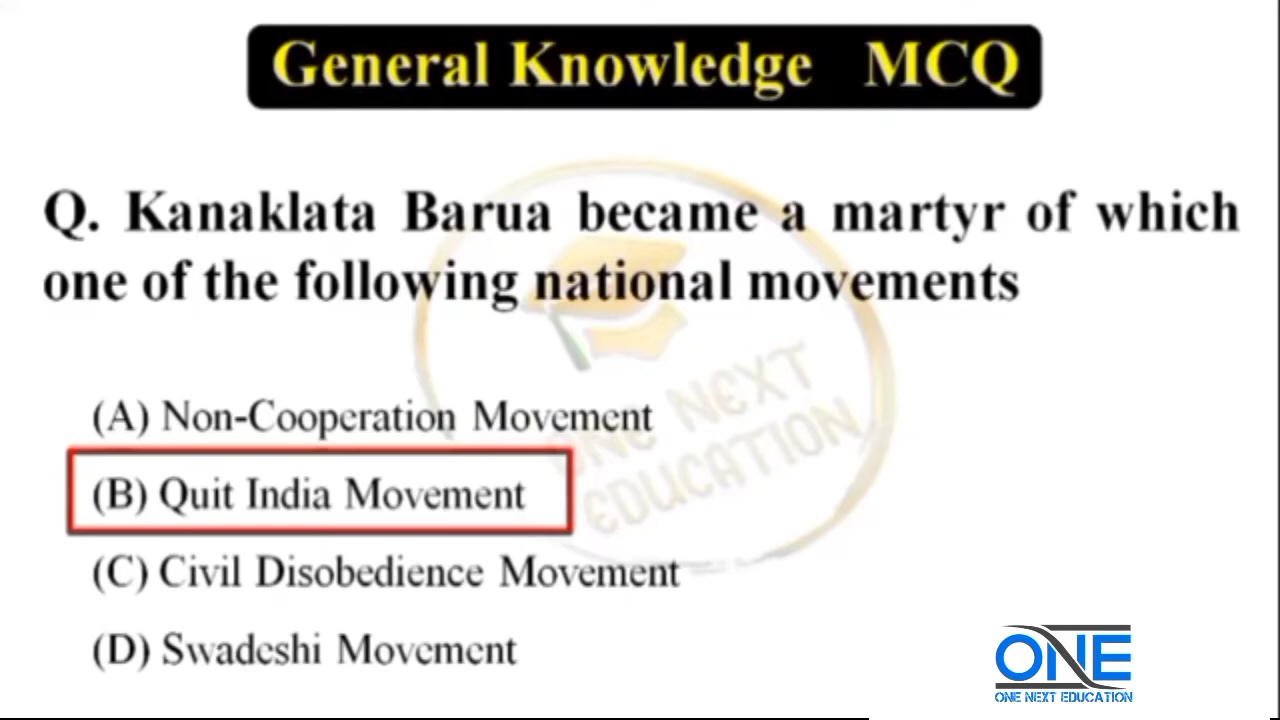 General Knowledge MCQ
Q. Kanaklata Barua became a martyr of which
one of the following national movements
(A) Non-Cooperation Movement
(B) Quit India Movement
(C) Civil Disobedience Movement
(D) Swadeshi Movement
ONE NEXT
EDUCATION
ONE
ONE NEXT EDUCATION